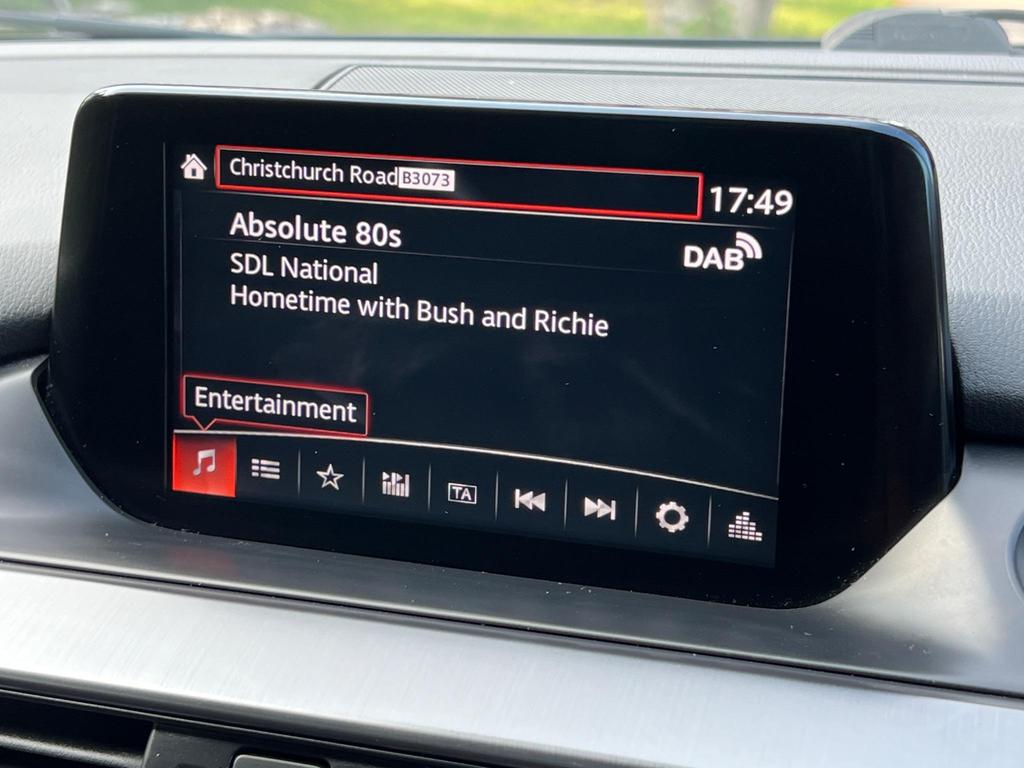 Christchurch Road B3073
17:49
Absolute 80s
DAB
SDL National
Hometime with Bush and Richie
Entertainment
TA